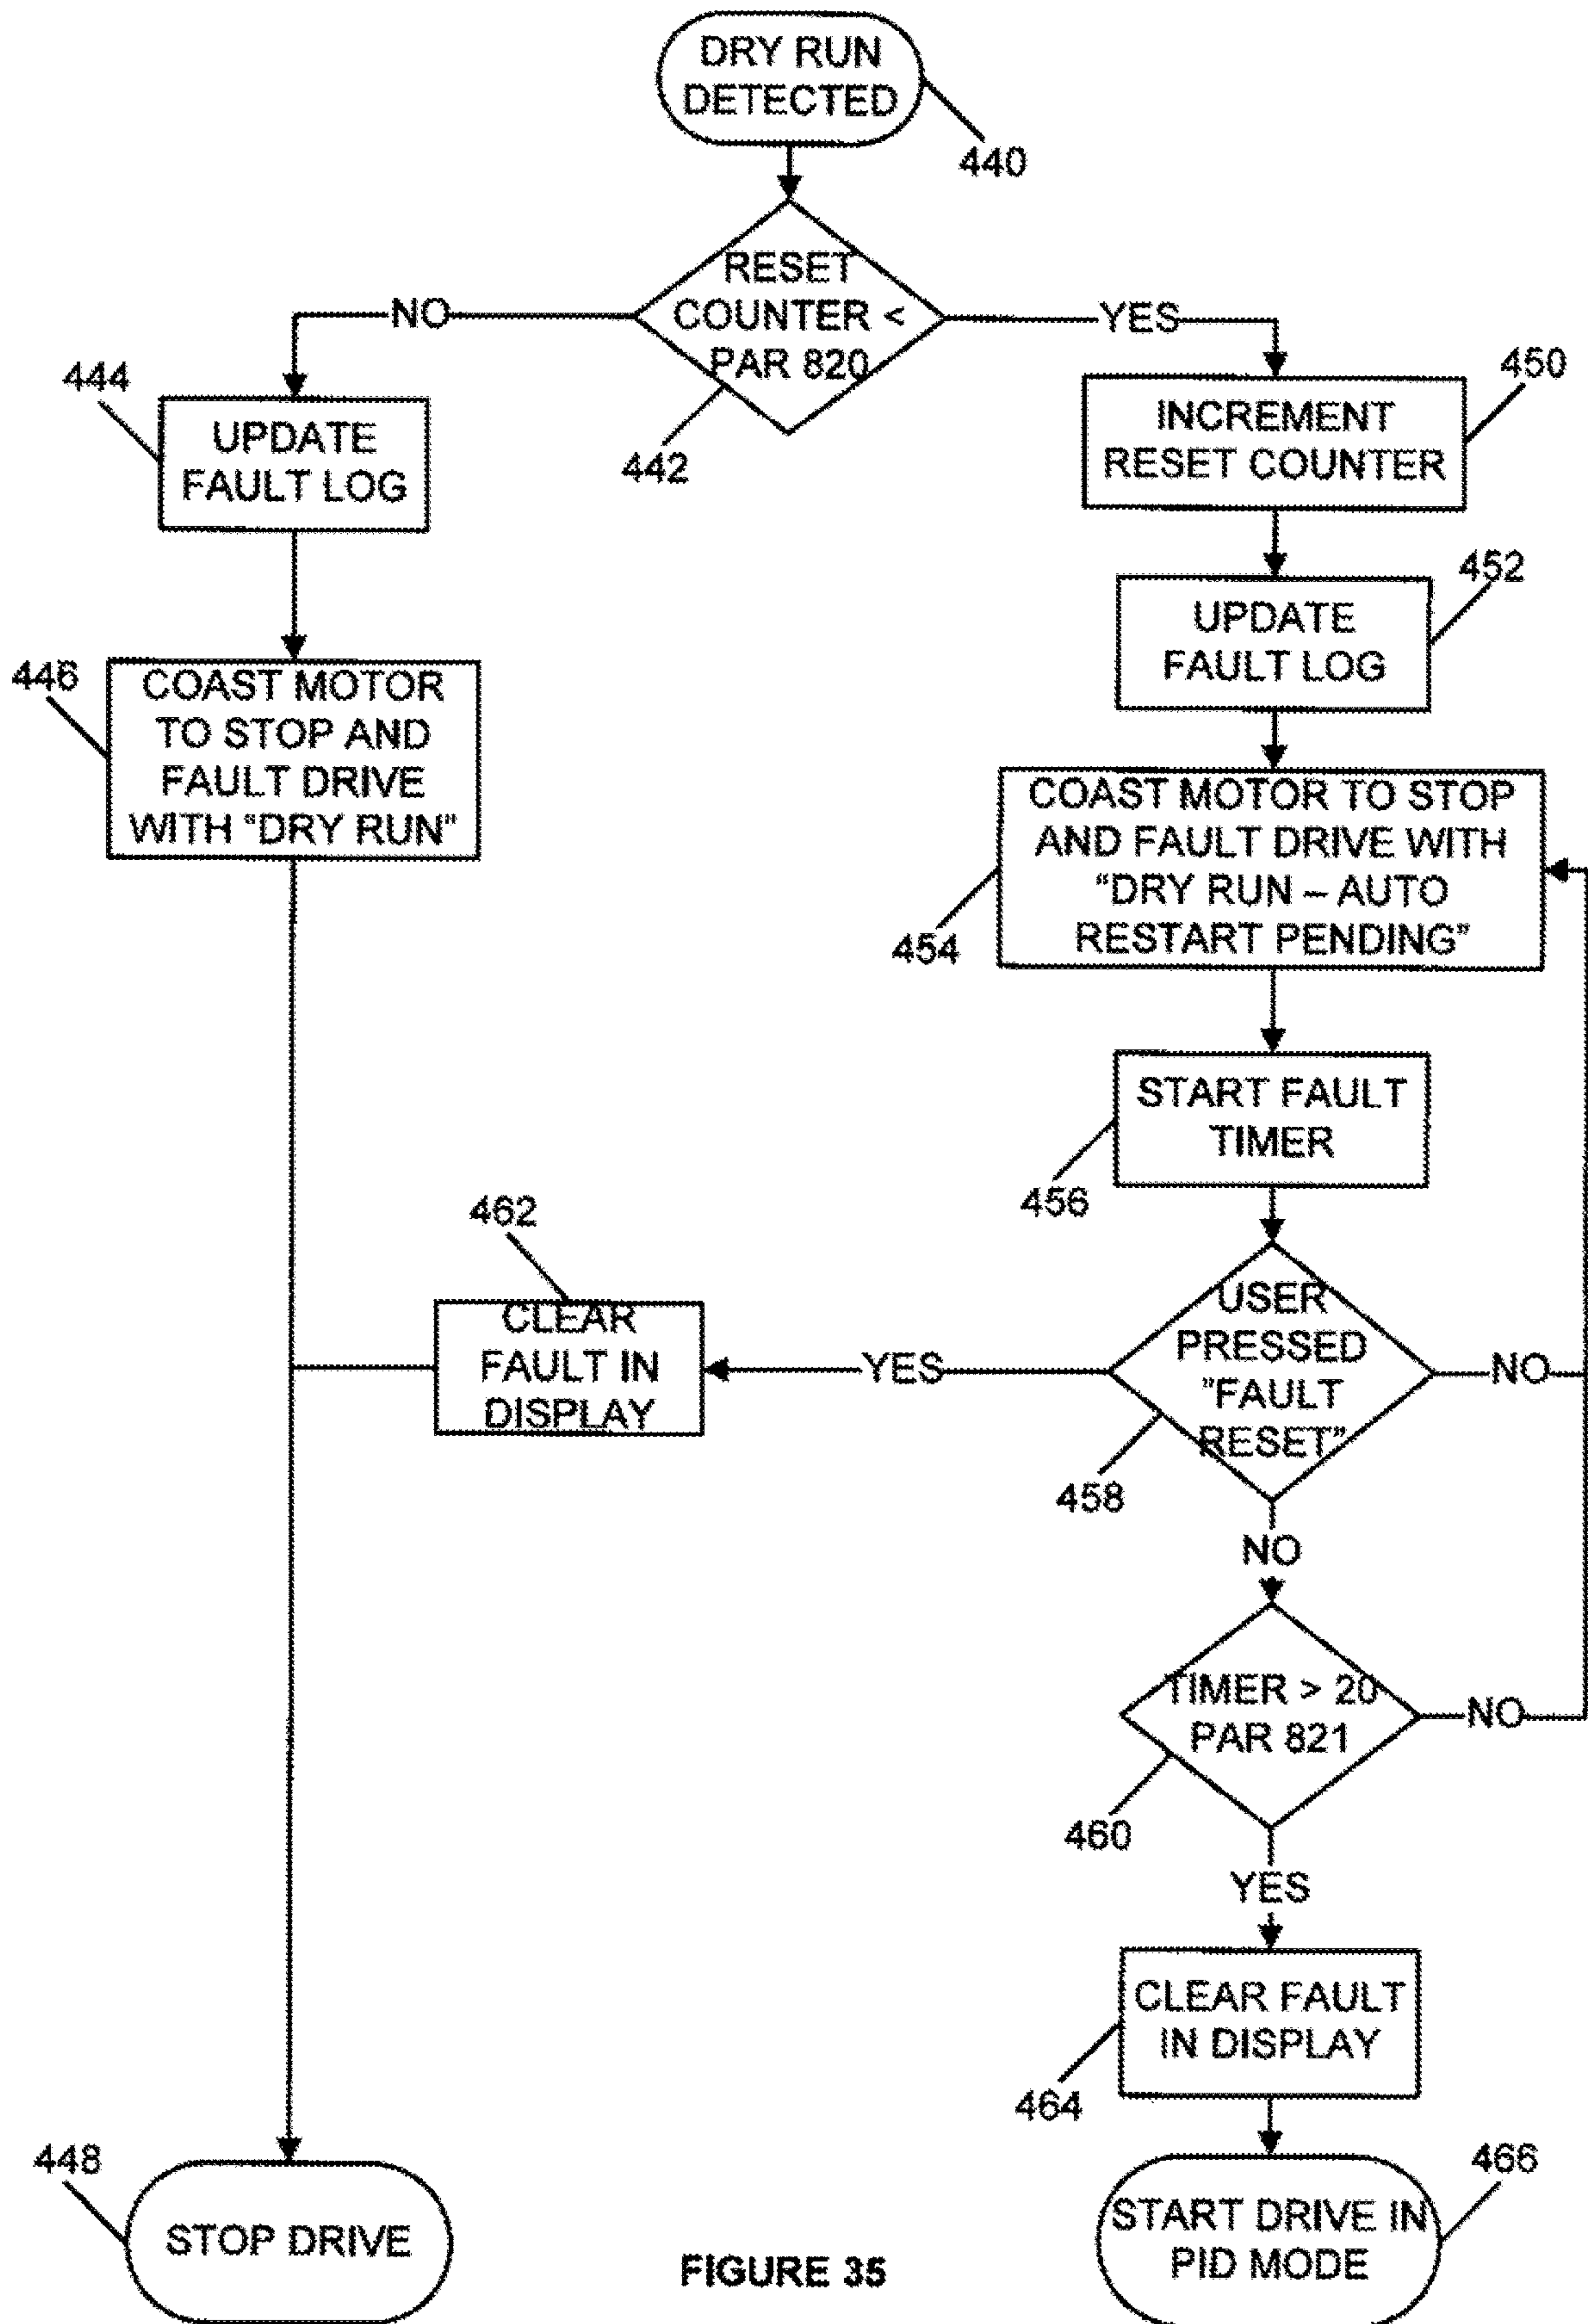 DRY RUN
DETECTED
440
RESET
COUNTER <
PAR 820
442
NO
YES
444
UPDATE
FAULT LOG
450
INCREMENT
RESET COUNTER
452
UPDATE
FAULT LOG
446
COAST MOTOR
TO STOP AND
FAULT DRIVE
WITH "DRY RUN"
COAST MOTOR TO STOP
AND FAULT DRIVE WITH
“DRY RUN – AUTO
RESTART PENDING”
454
START FAULT
TIMER
456
462
CLEAR
FAULT IN
DISPLAY
YES
USER
PRESSED
”FAULT
RESET”
NO
458
NO
TIMER > 20
PAR 821
NO
460
YES
CLEAR FAULT
IN DISPLAY
464
448
STOP DRIVE
466
START DRIVE IN
PID MODE
FIGURE 35